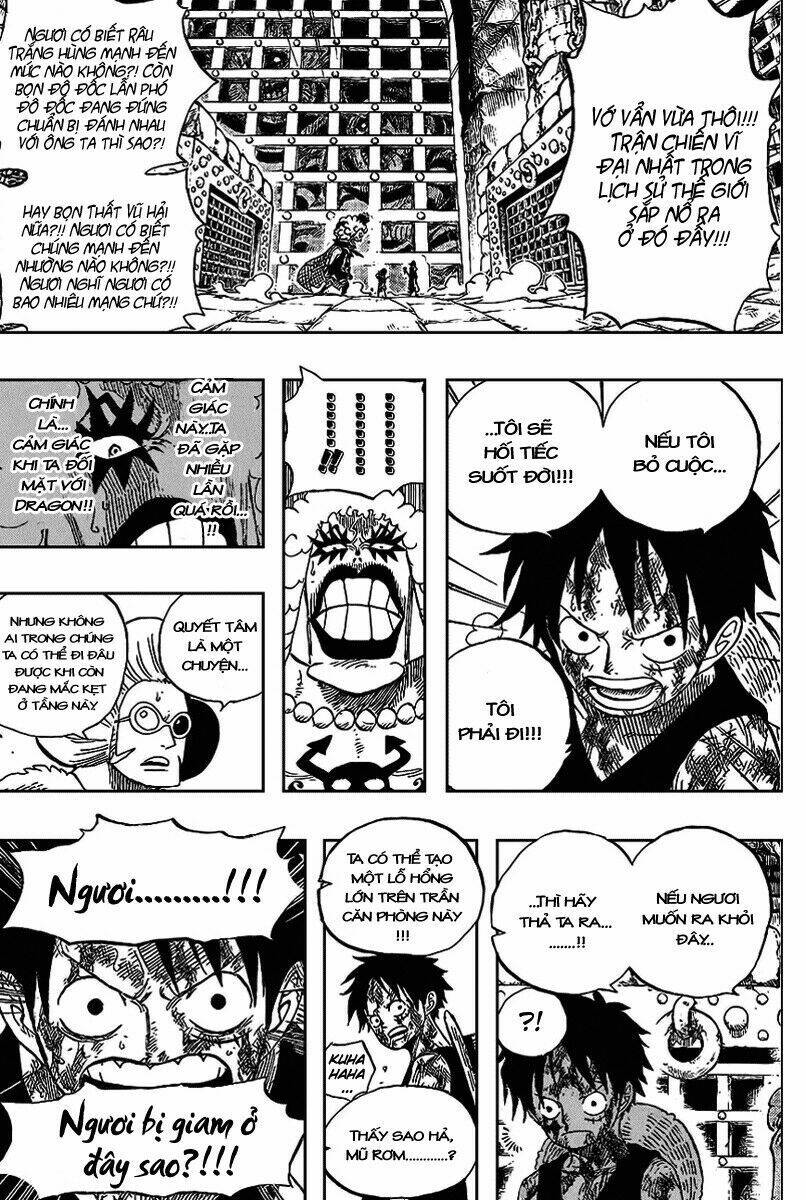 VỚ VẨN VỪA THÔI!!!
TRẬN CHIẾN VĨ
ĐẠI NHẤT TRONG
LỊCH SỬ THẾ GIỚI
SẮP NỔ RA
Ở ĐÓ ĐẤY!!!
NGƯƠI CÓ BIẾT RÂU
TRẮNG HÙNG MẠNH ĐẾN
MỨC NÀO KHÔNG?! CÒN
BỌN ĐÔ ĐỐC LẪN PHÓ
ĐÔ ĐỐC ĐANG ĐỨNG
CHUẨN BỊ ĐÁNH NHAU
VỚI ÔNG TA THÌ SAO?!
HAY BỌN THẤT VŨ HẢI
NỮA?!! NGƯƠI CÓ BIẾT
CHÚNG MẠNH ĐẾN
NHƯỜNG NÀO KHÔNG?!!
NGƯƠI NGHĨ NGƯƠI CÓ
BAO NHIÊU MẠNG CHỨ?!!
NẾU TÔI
BỎ CUỘC...
...TÔI SẼ
HỐI TIẾC
SUỐT ĐỜI!!!
TÔI
PHẢI ĐI!!!
!!
CẢM
GIÁC
NÀY..TA
ĐÃ GẶP
NHIỀU
LẦN
QUÁ RỒI...
!!
CHÍNH
LÀ...
CẢM GIÁC
KHI TA ĐỐI
MẶT VỚI
DRAGON!!
QUYẾT TÂM
LÀ MỘT
CHUYỆN...
NHƯNG KHÔNG
AI TRONG CHÚNG
TA CÓ THỂ ĐI ĐÂU
ĐƯỢC KHI CÒN
ĐANG MẮC KẸT
Ở TẦNG NÀY
NẾU NGƯƠI
MUỐN RA KHỎI
ĐÂY..
...THÌ HÃY
THẢ TA RA...
........!!
?!
TA CÓ THỂ TẠO
MỘT LỖ HỔNG
LỚN TRÊN TRẦN
CĂN PHÒNG NÀY
!!!
KUHA
HAHA
...
THẤY SAO HẢ,
MŨ RƠM.............?
Ngươi...........!!!
Ngươi bị giam ở
đây sao?!!!